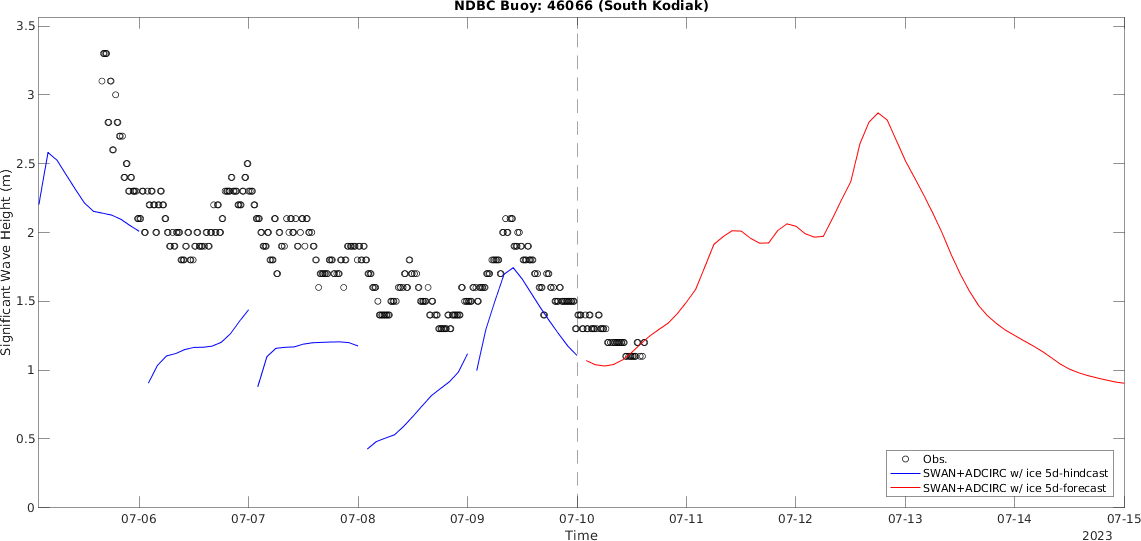 NDBC Buoy: 46066 (South Kodiak)
Significant Wave Height (m)
3.5
3
2.5
2
1.5
1
0.5
0
07-06 07-07 07-08 07-09 07-10 07-11 07-12 07-13 07-14 07-15
Time
2023
Obs.
SWAN+ADCIRC w/ ice 5d-hindcast
SWAN+ADCIRC w/ ice 5d-forecast